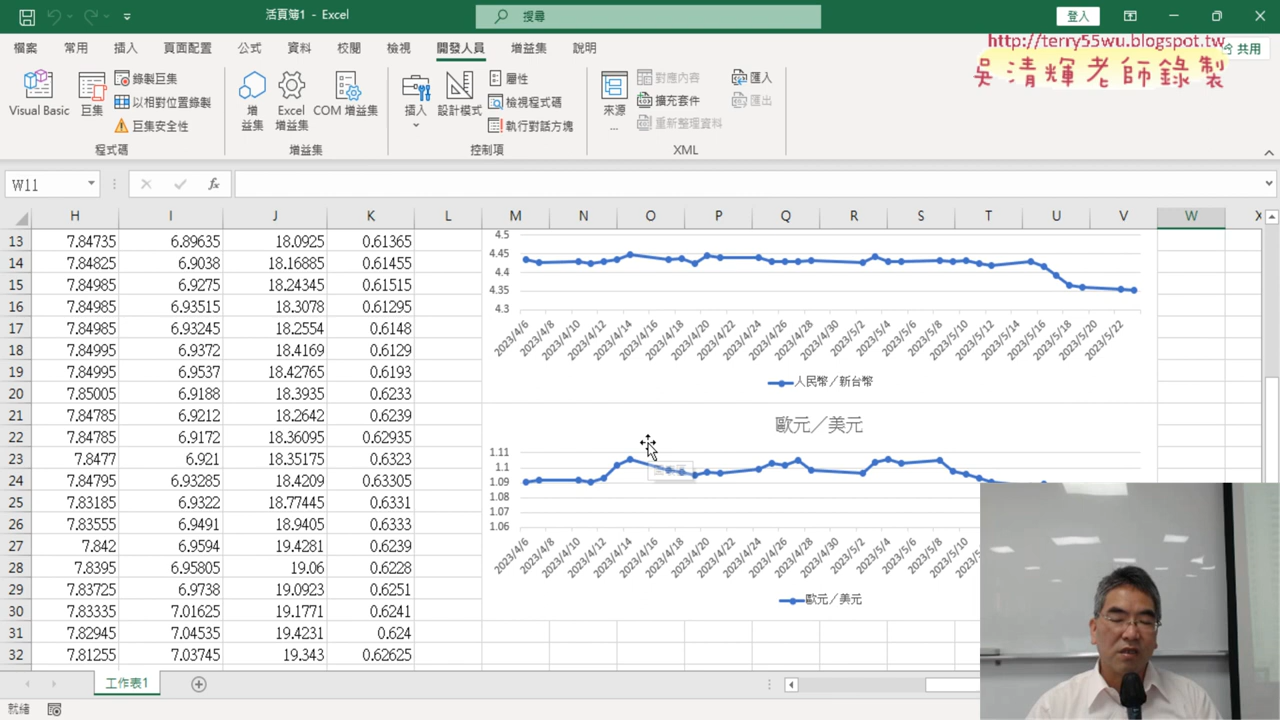 活頁簿1 - Excel
搜尋
登入
檔案 常用 插入 頁面配置 公式 資料 校閱 檢視 開發人員 增益集 說明
http://terry55wu.blogspot.tw
共用
吳清輝老師錄製
Visual Basic
巨集
錄製巨集
以相對位置錄製
巨集安全性
程式碼
增益集
Excel 增益集
COM 增益集
增益集
插入
設計模式
屬性
檢視程式碼
執行對話方塊
控制項
來源...
對應內容
擴充套件
重新整理資料
匯入
匯出
XML
W11
fx
H I J K L M N O P Q R S T U V W X
13 7.84735 6.89635 18.0925 0.61365
14 7.84825 6.9038 18.16885 0.61455
15 7.84985 6.9275 18.24345 0.61515
16 7.84985 6.93515 18.3078 0.61295
17 7.84985 6.93245 18.2554 0.6148
18 7.84995 6.9372 18.4169 0.6129
19 7.84995 6.9537 18.42765 0.6193
20 7.85005 6.9188 18.3935 0.6233
21 7.84785 6.9212 18.2642 0.6239
22 7.84785 6.9172 18.36095 0.62935
23 7.8477 6.921 18.35175 0.6323
24 7.84795 6.93285 18.4209 0.63305
25 7.83185 6.9322 18.77445 0.6331
26 7.83555 6.9491 18.9405 0.6333
27 7.842 6.9594 19.4281 0.6239
28 7.8395 6.95805 19.06 0.6228
29 7.83725 6.9738 19.0923 0.6251
30 7.83335 7.01625 19.1771 0.6241
31 7.82945 7.04535 19.4231 0.624
32 7.81255 7.03745 19.343 0.62625
4.5
4.45
4.4
4.35
4.3
2023/4/6 2023/4/8 2023/4/10 2023/4/12 2023/4/14 2023/4/16 2023/4/18 2023/4/20 2023/4/22 2023/4/24 2023/4/26 2023/4/28 2023/4/30 2023/5/2 2023/5/4 2023/5/6 2023/5/8 2023/5/10 2023/5/12 2023/5/14 2023/5/16 2023/5/18 2023/5/20 2023/5/22
人民幣／新台幣
歐元／美元
1.11
1.1
1.09
1.08
1.07
1.06
2023/4/6 2023/4/8 2023/4/10 2023/4/12 2023/4/14 2023/4/16 2023/4/18 2023/4/20 2023/4/22 2023/4/24 2023/4/26 2023/4/28 2023/4/30 2023/5/2 2023/5/4 2023/5/6 2023/5/8 2023/5/10
歐元／美元
工作表1
就緒